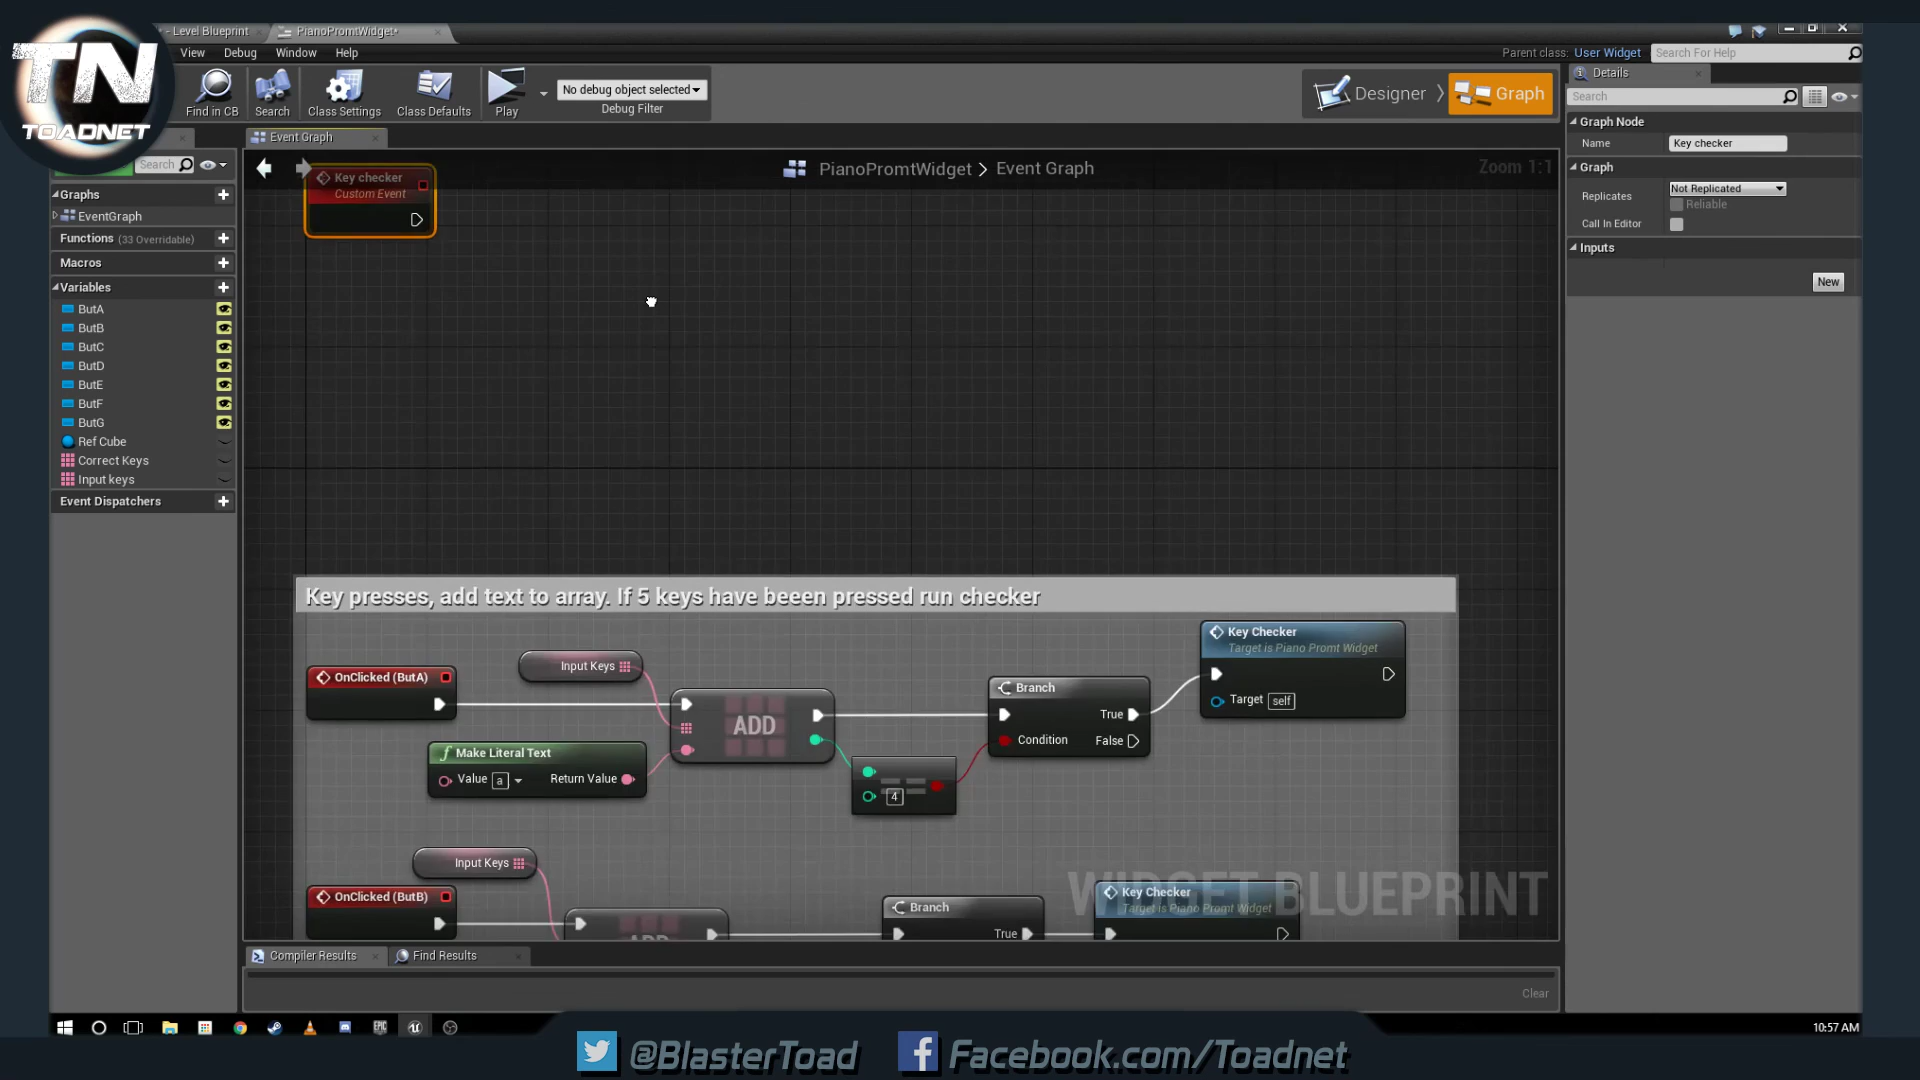 - Level Blueprint
PianoPromtWidget*
TN
TOADNET
View Debug Window Help
Parent class: User Widget
Search For Help
Find in CB
Search
Class Settings
Class Defaults
Play
No debug object selected
Debug Filter
Designer
Graph
Details
Search
Graph Node
Name Key checker
Graph
Replicates Not Replicated
Reliable
Call In Editor
Inputs
New
Search
Graphs
EventGraph
Functions (33 Overridable)
Macros
Variables
ButA
ButB
ButC
ButD
ButE
ButF
ButG
Ref Cube
Correct Keys
Input keys
Event Dispatchers
Event Graph
PianoPromtWidget > Event Graph
Zoom 1:1
Key checker
Custom Event
Key presses, add text to array. If 5 keys have beeen pressed run checker
OnClicked (ButA)
Input Keys
Make Literal Text
Value a
Return Value
ADD
4
Branch
True
Condition
False
Key Checker
Target is Piano Promt Widget
Target self
Input Keys
OnClicked (ButB)
ADD
Branch
True
Key Checker
Target is Piano Promt Widget
WIDGET BLUEPRINT
Compiler Results
Find Results
Clear
10:57 AM
@BlasterToad
Facebook.com/Toadnet